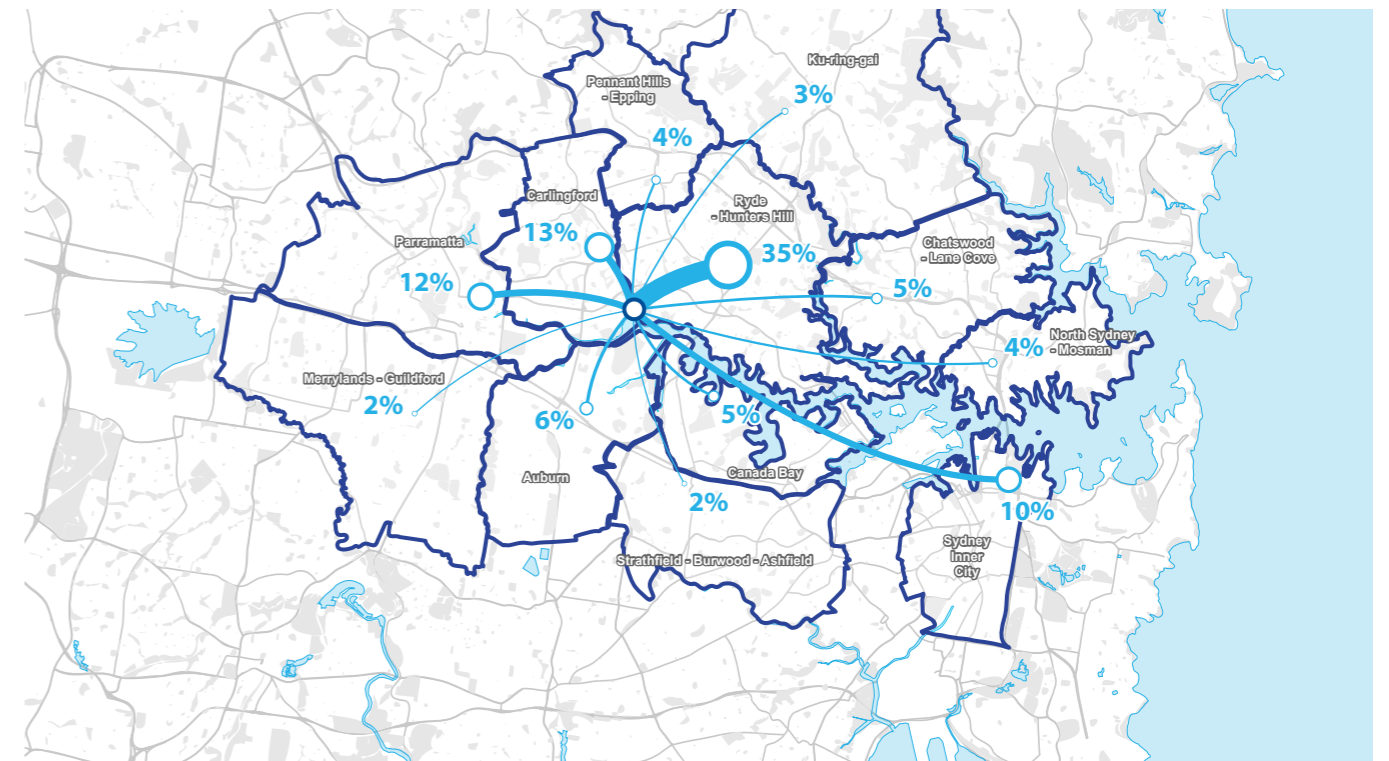 Ku-ring-gai
3%
Pennant Hills
- Epping
4%
Carlingford
13%
Ryde
- Hunters Hill
35%
Parramatta
12%
Chatswood
- Lane Cove
5%
North Sydney
- Mosman
4%
Merrylands - Guildford
2%
6%
Auburn
5%
Canada Bay
2%
Strathfield - Burwood - Ashfield
10%
Sydney
Inner
City